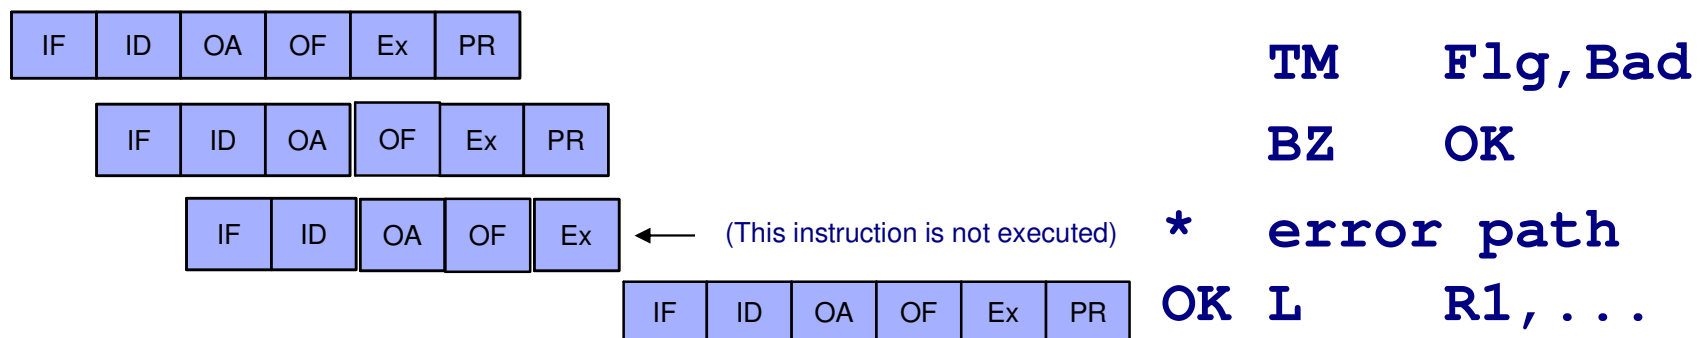 IF ID OA OF Ex PR TM Flg,Bad
IF ID OA OF Ex PR BZ OK
IF ID OA OF Ex (This instruction is not executed) * error path
IF ID OA OF Ex PR OK L R1,...